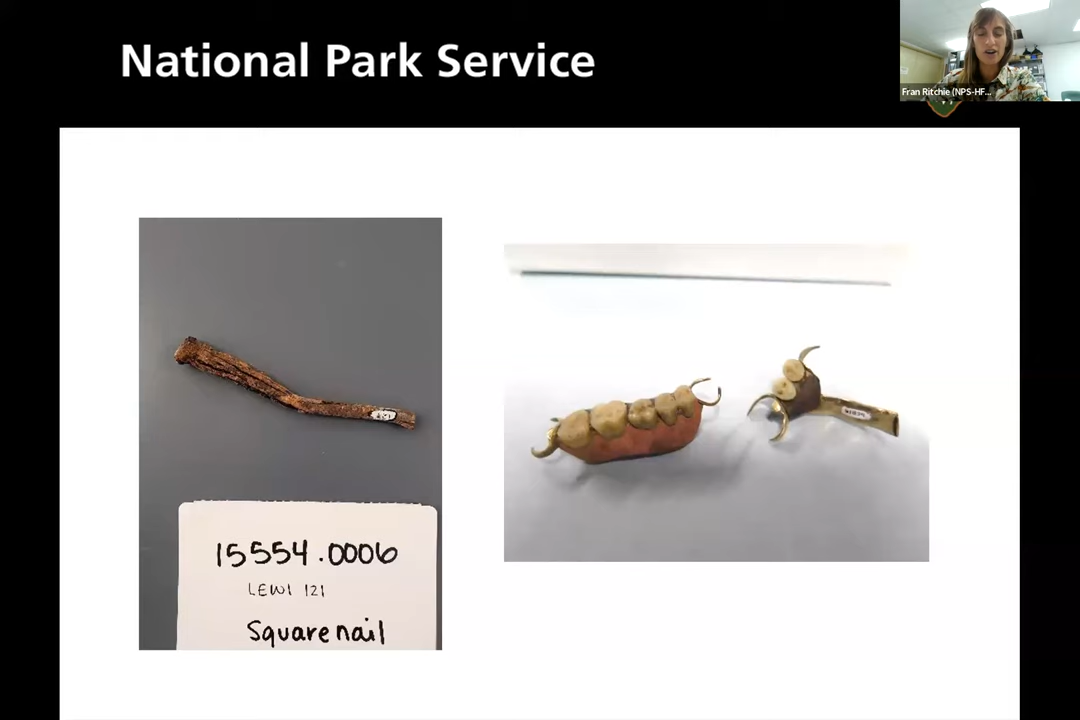 National Park Service
Fran Ritchie (NPS-HF...
15554.0006
LEWI 121
Square nail